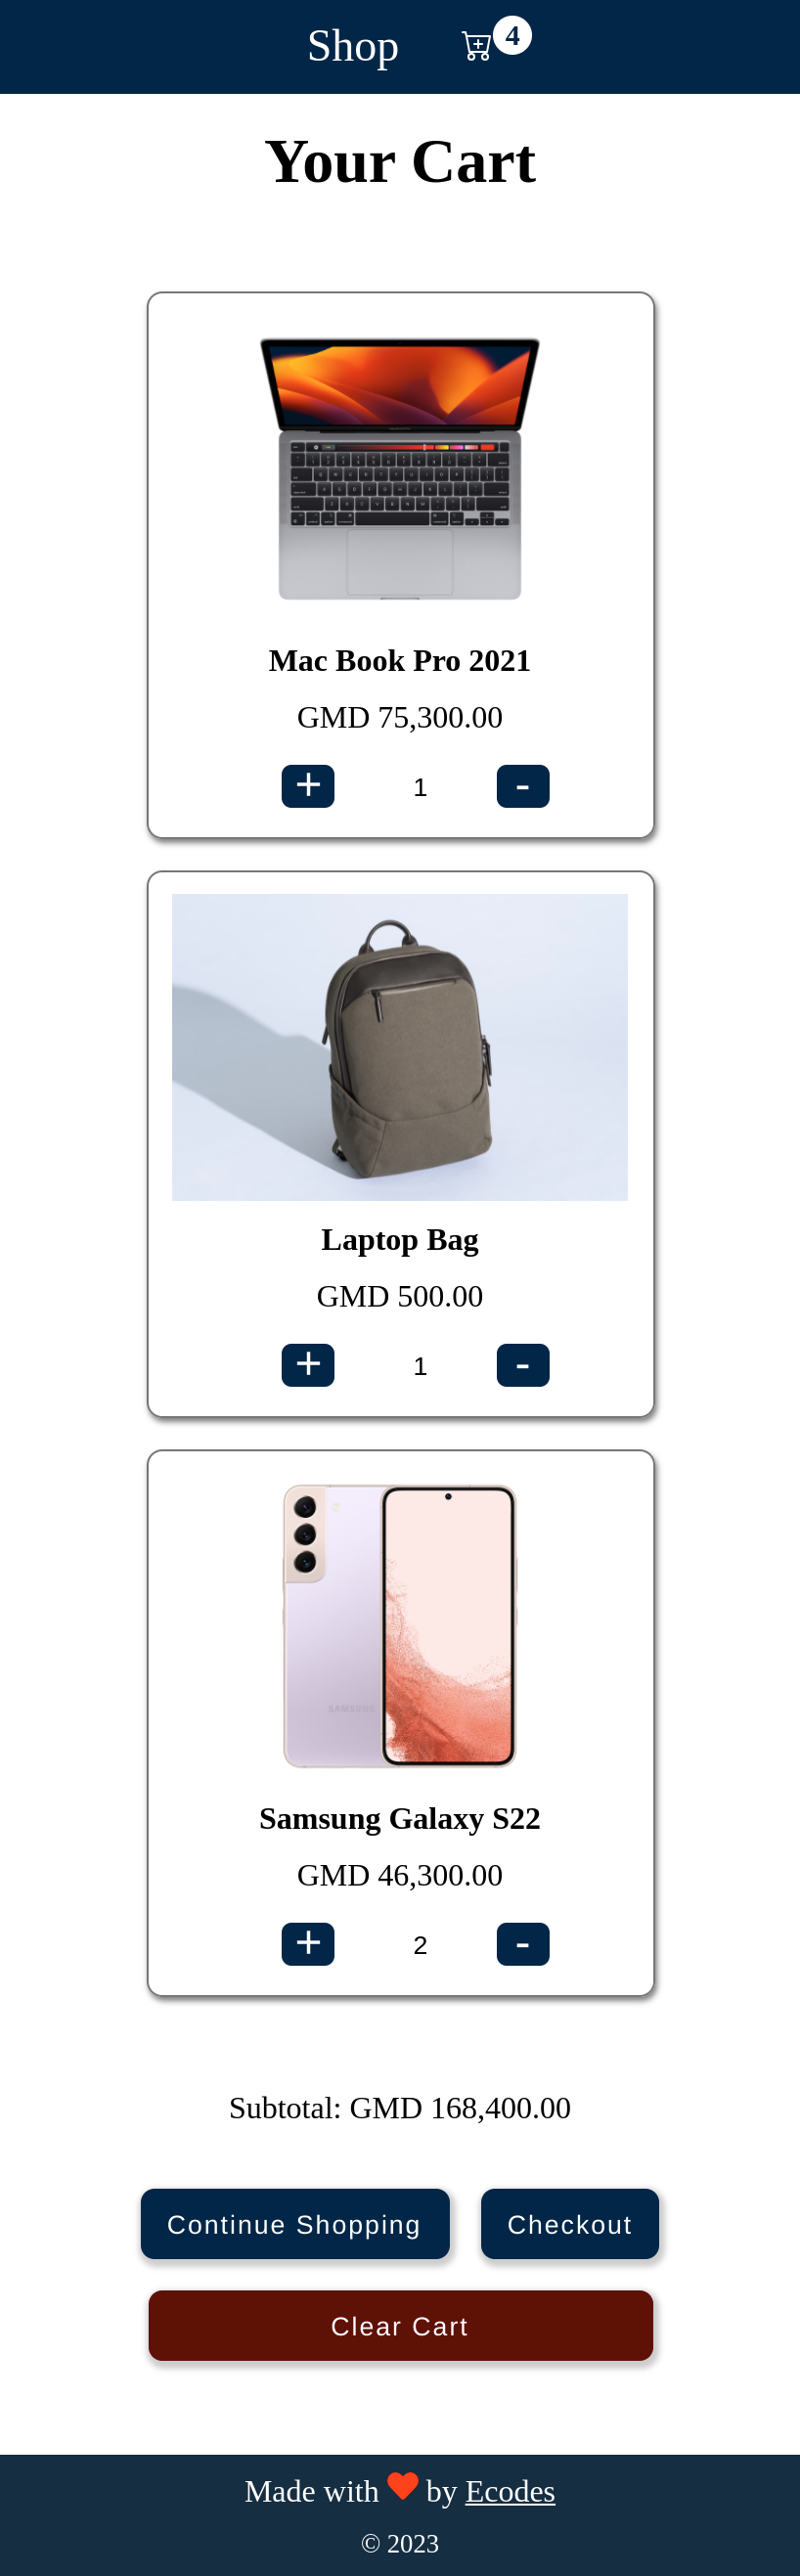 Shop 4
Your Cart
Mac Book Pro 2021
GMD 75,300.00
+ 1 -
Laptop Bag
GMD 500.00
+ 1 -
SAMSUNG
Samsung Galaxy S22
GMD 46,300.00
+ 2 -
Subtotal: GMD 168,400.00
Continue Shopping Checkout
Clear Cart
Made with ❤ by Ecodes
© 2023